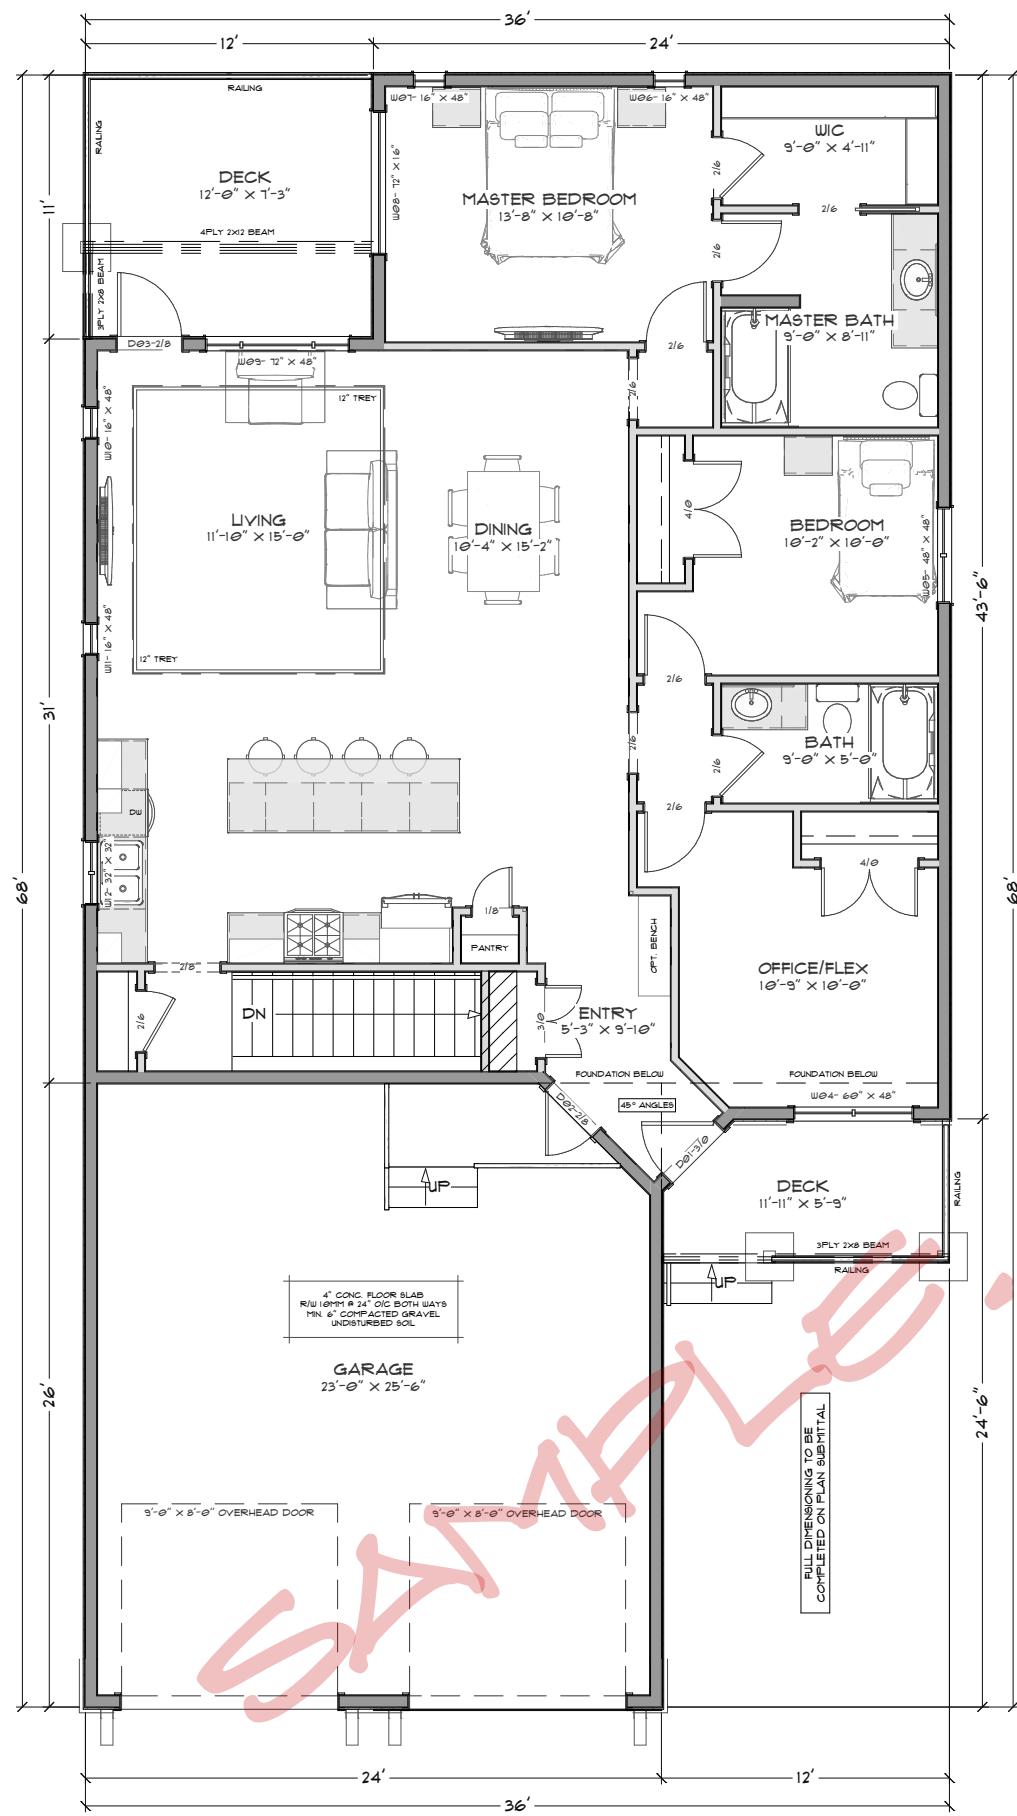 36'
12'
24'
RAILING
RAILING
W07- 16" X 48"
W06- 16" X 48"
W08- 72" X 16"
WIC
9'-0" X 4'-11"
2/6
2/6
DECK
12'-0" X 7'-3"
MASTER BEDROOM
13'-8" X 10'-8"
11'
4PLY 2X12 BEAM
3PLY 2X8 BEAM
2/6
MASTER BATH
9'-0" X 8'-11"
D03-2/8
W09- 72" X 48"
2/6
2/6
12" TREY
W10- 16" X 48"
LIVING
11'-10" X 15'-0"
DINING
10'-4" X 15'-2"
4/0
BEDROOM
10'-2" X 10'-0"
W05- 48" X 48"
43'-6"
W11- 16" X 48"
12" TREY
2/6
31'
2/6
2/6
BATH
9'-0" X 5'-0"
2/6
DW
W12- 32" X 32"
4/0
68'
68'
1/8
PANTRY
OPT. BENCH
2/8
OFFICE/FLEX
10'-9" X 10'-0"
2/6
DN
3/0
ENTRY
5'-3" X 9'-10"
FOUNDATION BELOW
FOUNDATION BELOW
W04- 60" X 48"
45° ANGLES
D02-2/8
D01-3/0
UP
DECK
11'-11" X 5'-9"
RAILING
3PLY 2X8 BEAM
RAILING
UP
4" CONC. FLOOR SLAB
R/W 10MM @ 24" O/C BOTH WAYS
MIN. 6" COMPACTED GRAVEL
UNDISTURBED SOIL
GARAGE
23'-0" X 25'-6"
26'
24'-6"
FULL DIMENSIONING TO BE
COMPLETED ON PLAN SUBMITTAL
9'-0" X 8'-0" OVERHEAD DOOR
9'-0" X 8'-0" OVERHEAD DOOR
SAMPLE.
24'
12'
36'